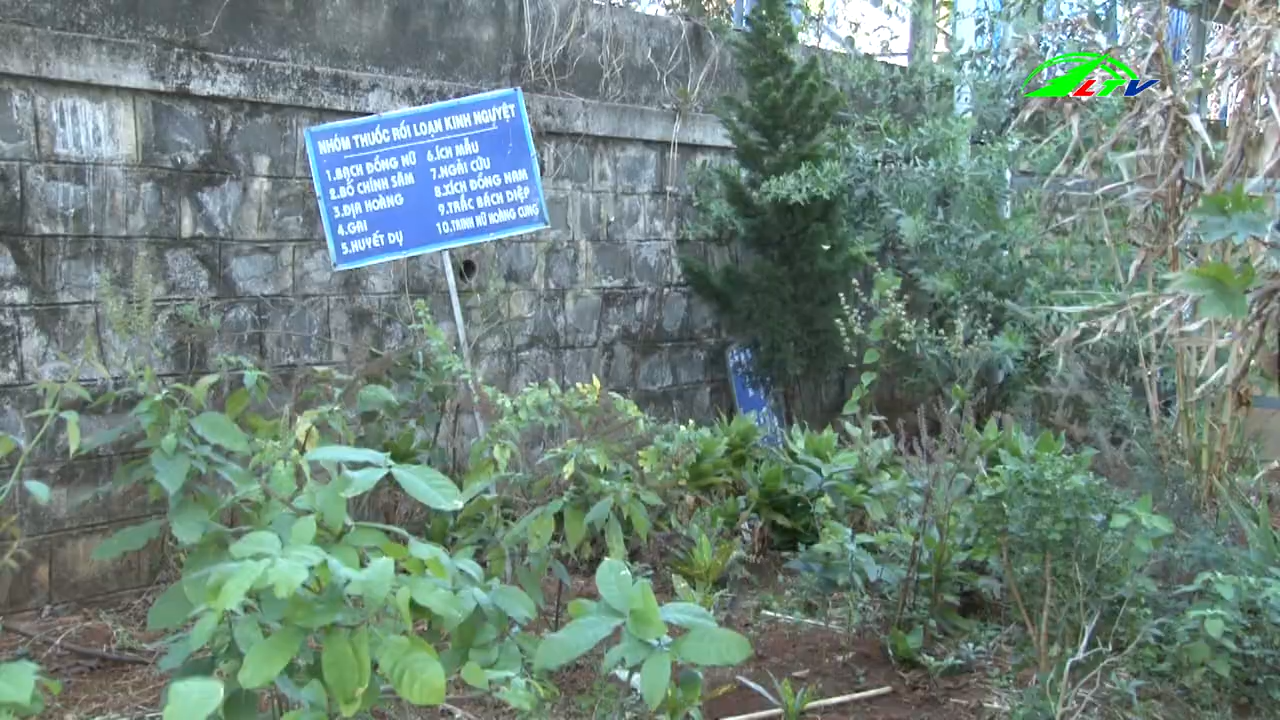 NHÓM THUỐC RỐI LOẠN KINH NGUYỆT
1.BẠCH ĐỒNG NỮ
2.BỐ CHÍNH SÂM
3.ĐỊA HOÀNG
4.GAI
5.HUYẾT DỤ
6.ÍCH MẪU
7.NGẢI CỨU
8.XÍCH ĐỒNG NAM
9.TRẮC BÁCH DIỆP
10.TRINH NỮ HOÀNG CUNG
LTV